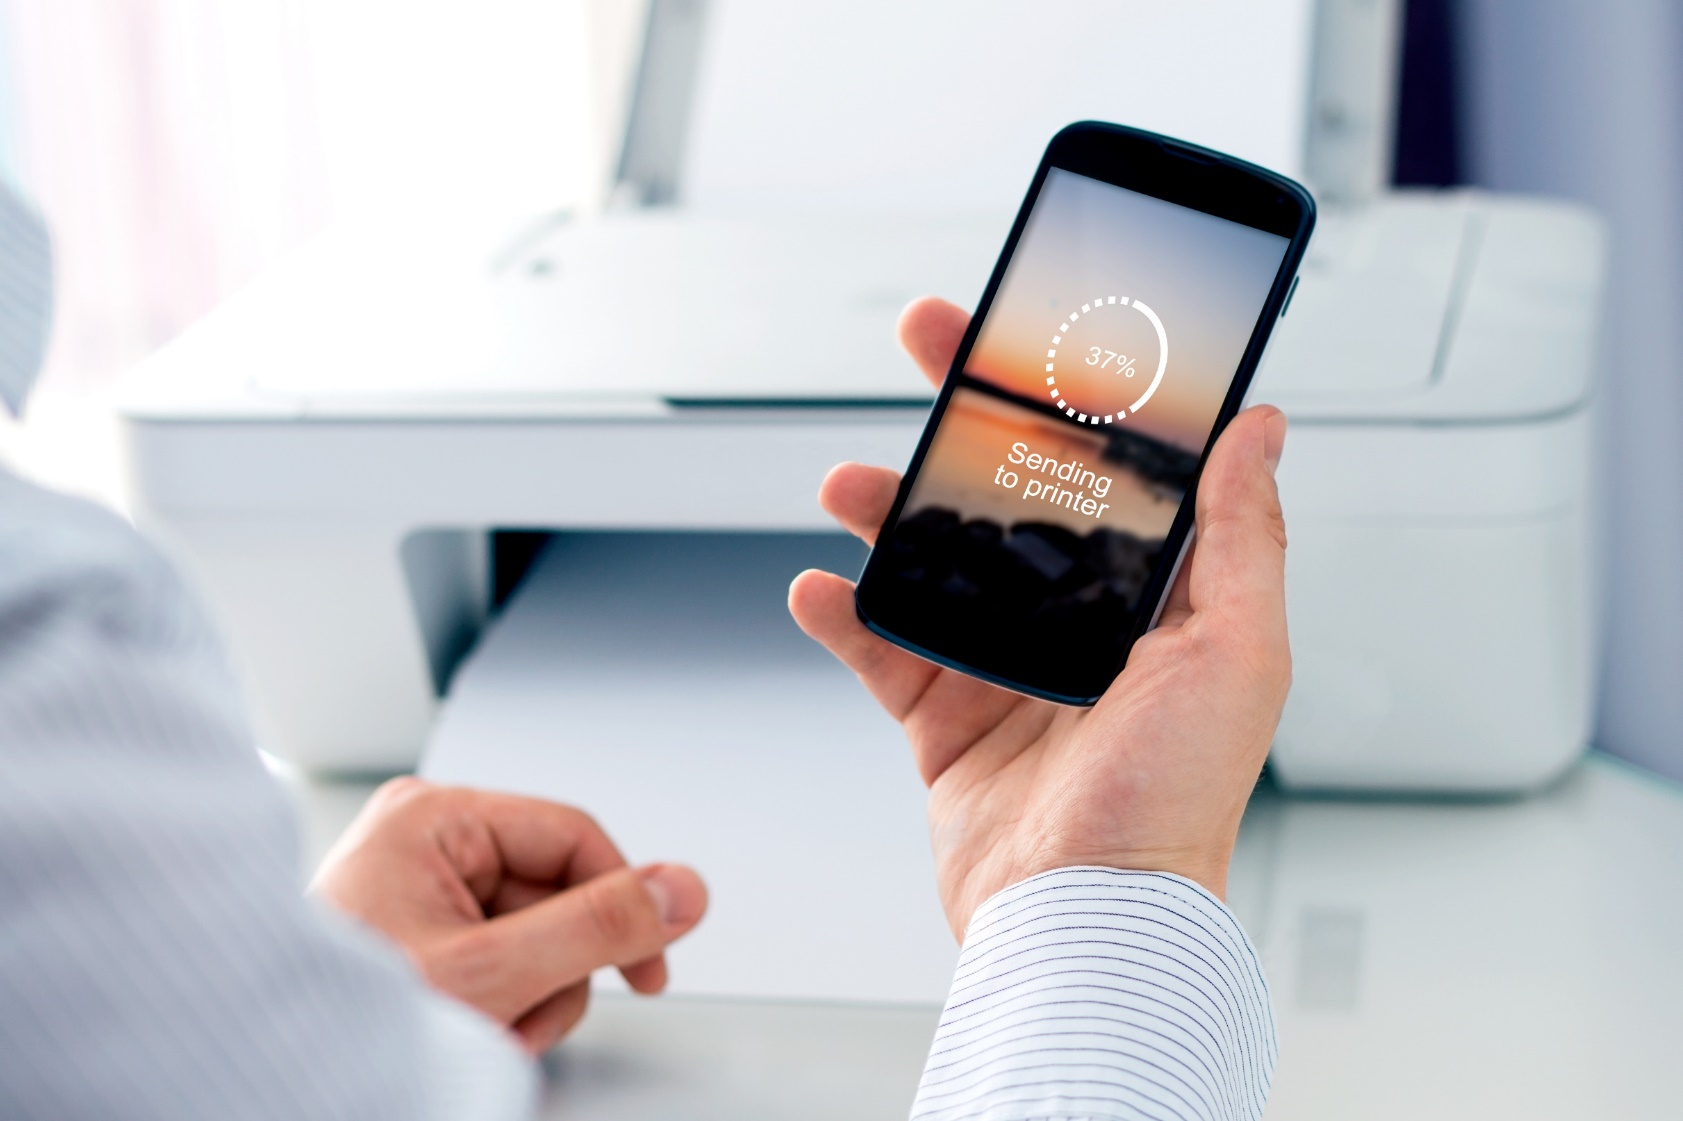 37%
Sending
to printer